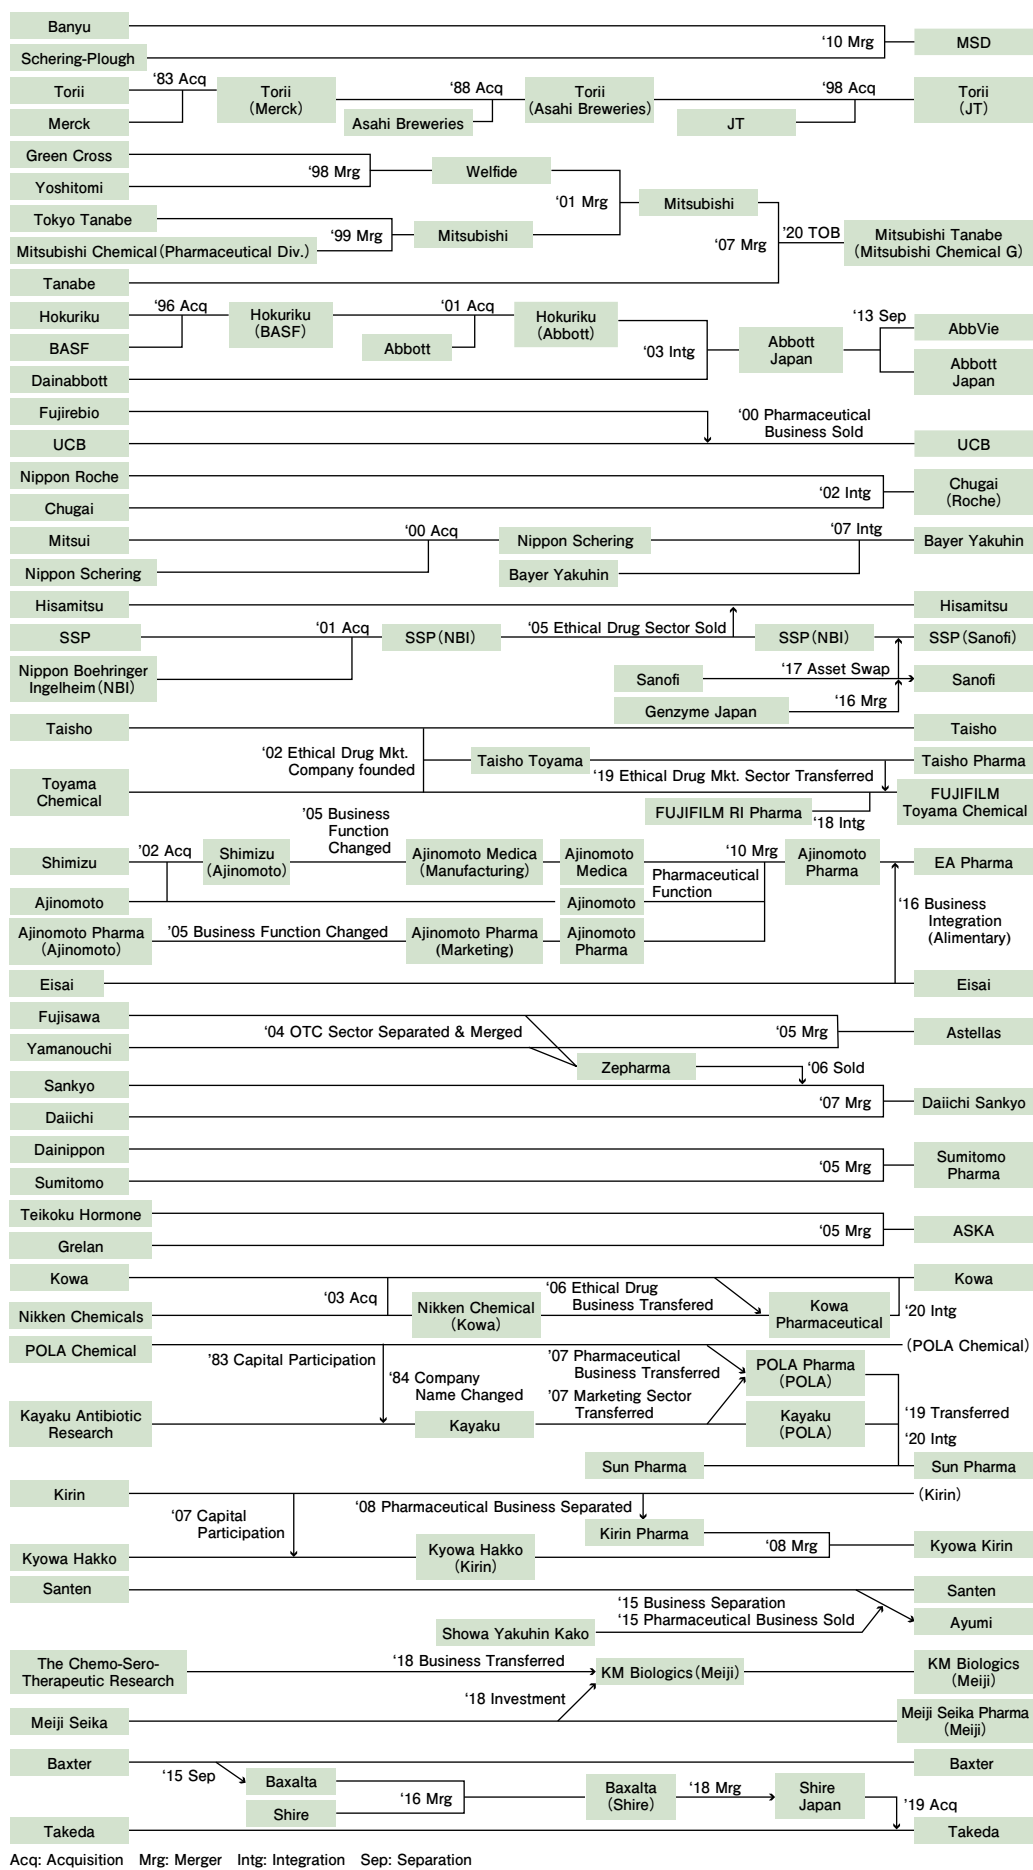 Banyu
Schering-Plough
‘10 Mrg
MSD
Torii
Merck
‘83 Acq
Torii
(Merck)
Asahi Breweries
‘88 Acq
Torii
(Asahi Breweries)
JT
‘98 Acq
Torii
(JT)
Green Cross
Yoshitomi
‘98 Mrg
Welfide
Tokyo Tanabe
Mitsubishi Chemical (Pharmaceutical Div.)
‘99 Mrg
Mitsubishi
‘01 Mrg
Mitsubishi
Tanabe
‘07 Mrg
‘20 TOB
Mitsubishi Tanabe
(Mitsubishi Chemical G)
Hokuriku
BASF
‘96 Acq
Hokuriku
(BASF)
Abbott
‘01 Acq
Hokuriku
(Abbott)
Dainabbott
‘03 Intg
Abbott
Japan
‘13 Sep
AbbVie
Abbott
Japan
Fujirebio
UCB
‘00 Pharmaceutical
Business Sold
UCB
Nippon Roche
Chugai
‘02 Intg
Chugai
(Roche)
Mitsui
Nippon Schering
‘00 Acq
Nippon Schering
Bayer Yakuhin
‘07 Intg
Bayer Yakuhin
Hisamitsu
Hisamitsu
SSP
Nippon Boehringer
Ingelheim (NBI)
‘01 Acq
SSP (NBI)
‘05 Ethical Drug Sector Sold
SSP (NBI)
SSP (Sanofi)
Sanofi
‘17 Asset Swap
Sanofi
Genzyme Japan
‘16 Mrg
Taisho
Taisho
‘02 Ethical Drug Mkt.
Company founded
Taisho Toyama
Taisho Pharma
‘19 Ethical Drug Mkt. Sector Transferred
Toyama
Chemical
FUJIFILM RI Pharma
‘18 Intg
FUJIFILM
Toyama Chemical
Shimizu
‘02 Acq
Shimizu
(Ajinomoto)
’05 Business
Function
Changed
Ajinomoto Medica
(Manufacturing)
Ajinomoto
Medica
‘10 Mrg
Ajinomoto
Pharma
EA Pharma
Ajinomoto
Ajinomoto
Pharmaceutical
Function
Ajinomoto Pharma
(Ajinomoto)
’05 Business Function Changed
Ajinomoto Pharma
(Marketing)
Ajinomoto
Pharma
‘16 Business
Integration
(Alimentary)
Eisai
Eisai
Fujisawa
Yamanouchi
‘04 OTC Sector Separated & Merged
‘05 Mrg
Astellas
Zepharma
‘06 Sold
Sankyo
Daiichi
‘07 Mrg
Daiichi Sankyo
Dainippon
Sumitomo
‘05 Mrg
Sumitomo
Pharma
Teikoku Hormone
Grelan
‘05 Mrg
ASKA
Kowa
Nikken Chemicals
‘03 Acq
Nikken Chemical
(Kowa)
‘06 Ethical Drug
Business Transfered
Kowa
Pharmaceutical
‘20 Intg
Kowa
POLA Chemical
(POLA Chemical)
‘83 Capital Participation
‘84 Company
Name Changed
Kayaku Antibiotic
Research
Kayaku
‘07 Pharmaceutical
Business Transferred
‘07 Marketing Sector
Transferred
POLA Pharma
(POLA)
Kayaku
(POLA)
‘19 Transferred
‘20 Intg
Sun Pharma
Sun Pharma
Kirin
(Kirin)
‘07 Capital
Participation
‘08 Pharmaceutical Business Separated
Kirin Pharma
Kyowa Hakko
Kyowa Hakko
(Kirin)
‘08 Mrg
Kyowa Kirin
Santen
Santen
‘15 Business Separation
‘15 Pharmaceutical Business Sold
Ayumi
Showa Yakuhin Kako
The Chemo-Sero-
Therapeutic Research
‘18 Business Transferred
KM Biologics (Meiji)
KM Biologics
(Meiji)
‘18 Investment
Meiji Seika
Meiji Seika Pharma
(Meiji)
Baxter
Baxter
‘15 Sep
Baxalta
Shire
‘16 Mrg
Baxalta
(Shire)
‘18 Mrg
Shire
Japan
‘19 Acq
Takeda
Takeda
Acq: Acquisition Mrg: Merger Intg: Integration Sep: Separation